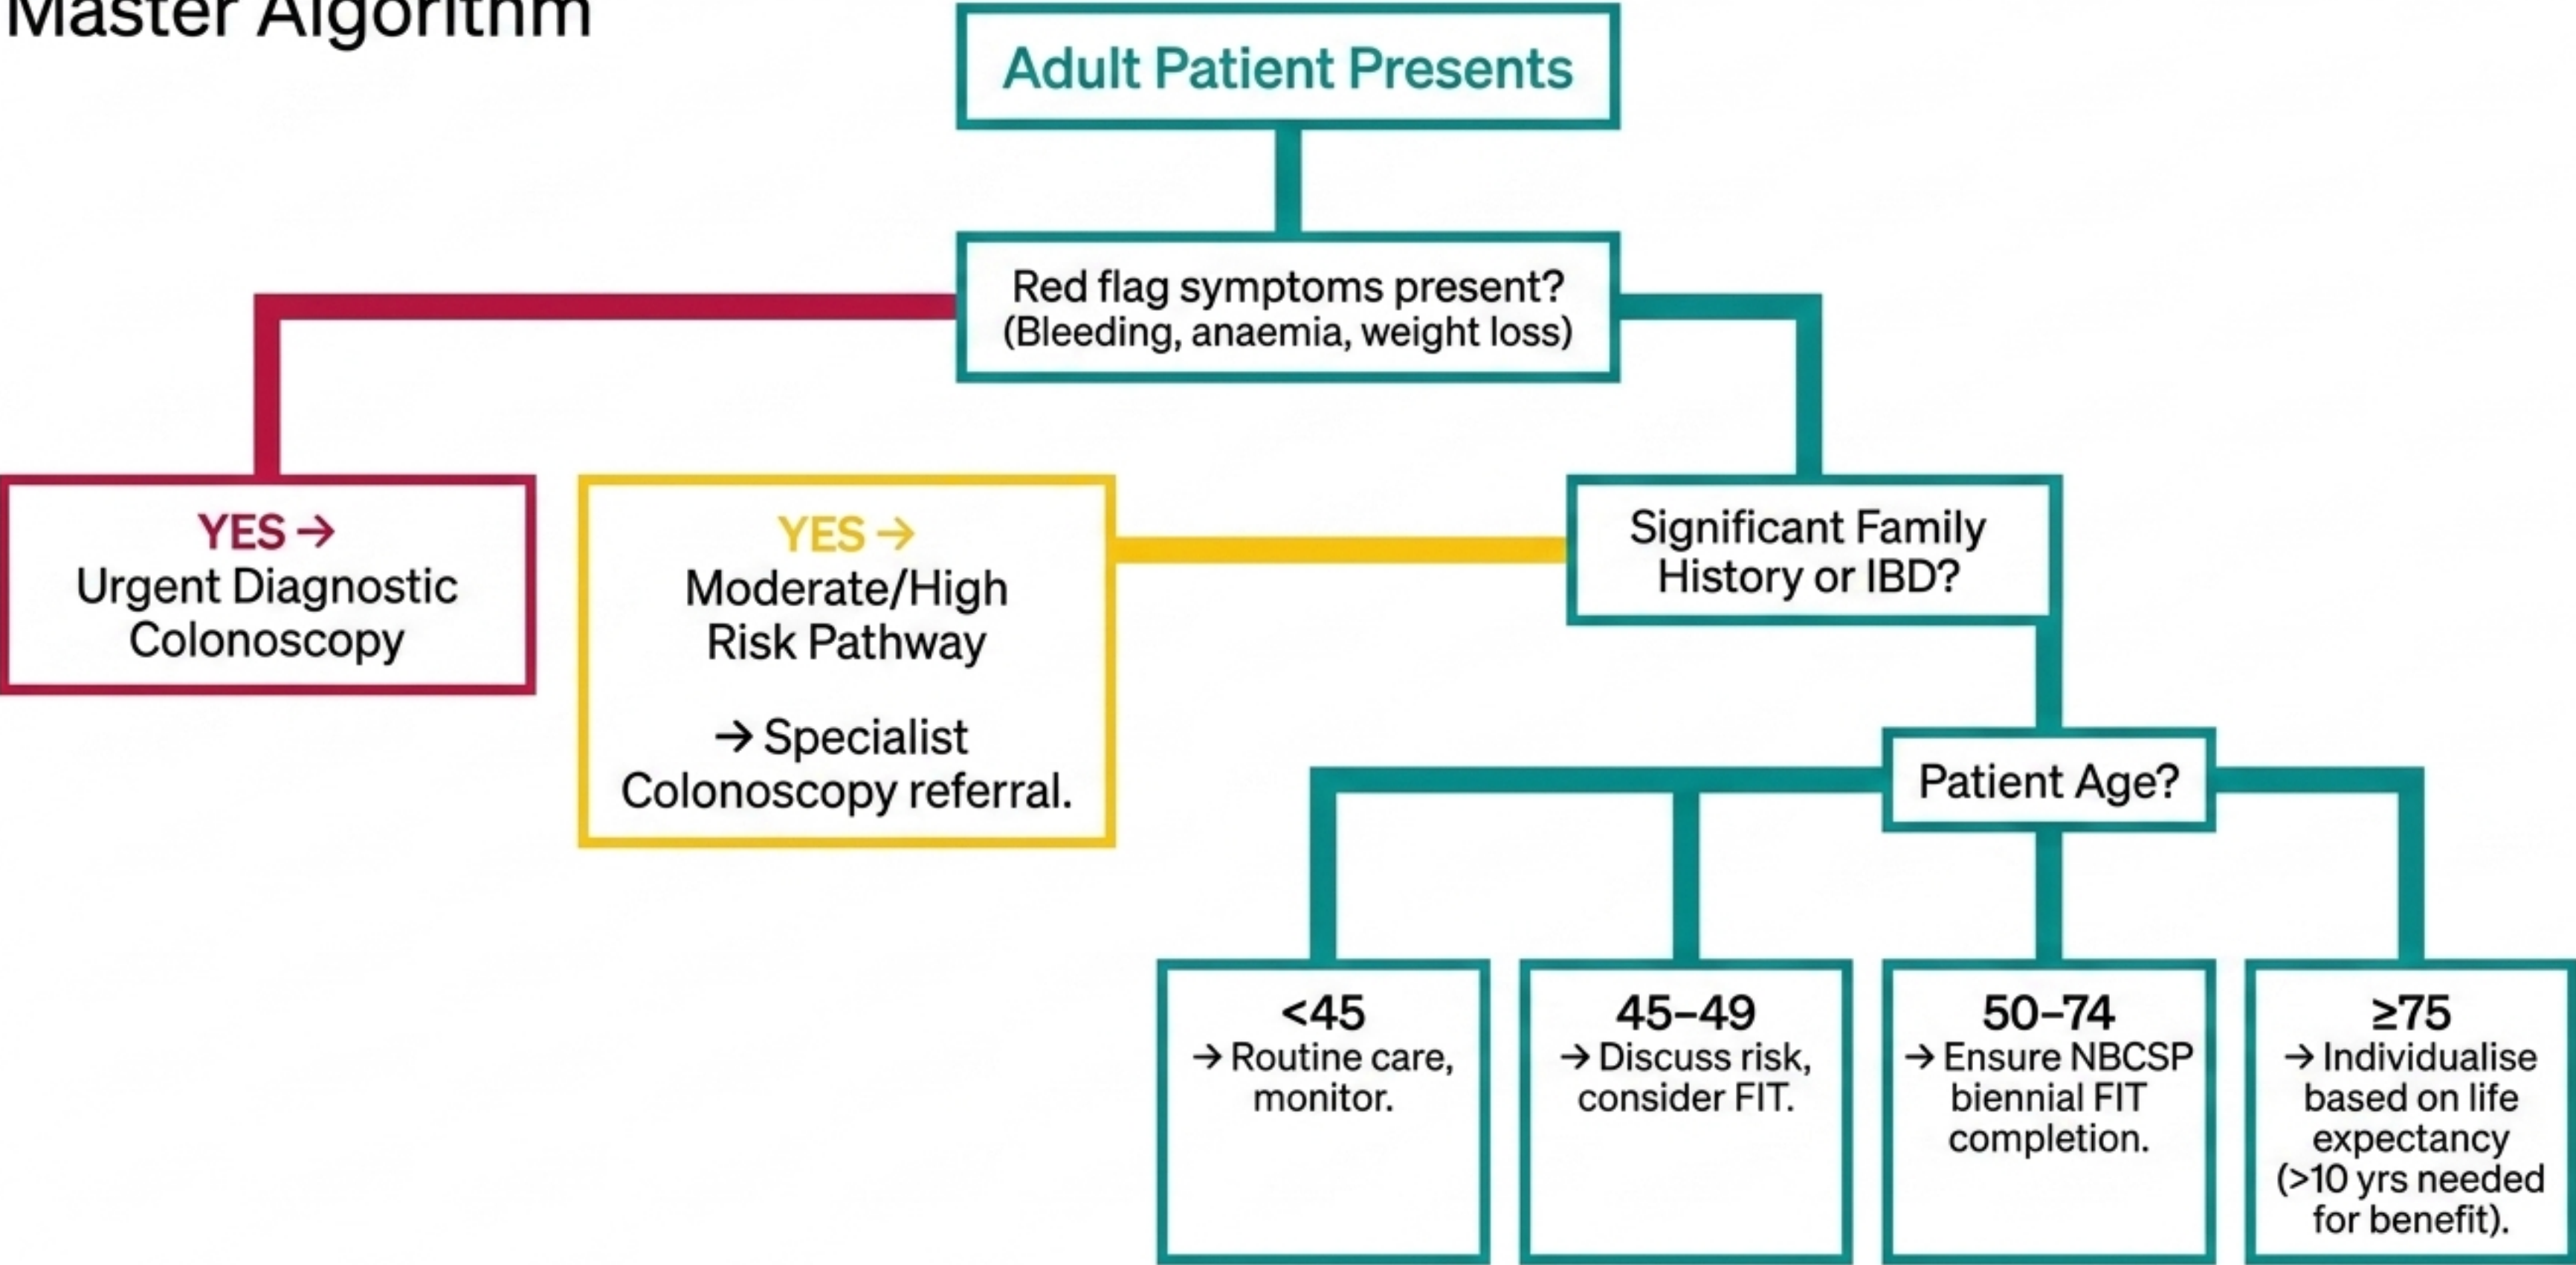 Master Algorithm
Adult Patient Presents
Red flag symptoms present?
(Bleeding, anaemia, weight loss)
YES →
Urgent Diagnostic
Colonoscopy
YES →
Moderate/High
Risk Pathway
→ Specialist
Colonoscopy referral.
Significant Family
History or IBD?
Patient Age?
<45
→ Routine care,
monitor.
45–49
→ Discuss risk,
consider FIT.
50–74
→ Ensure NBCSP
biennial FIT
completion.
≥75
→ Individualise
based on life
expectancy
(>10 yrs needed
for benefit).